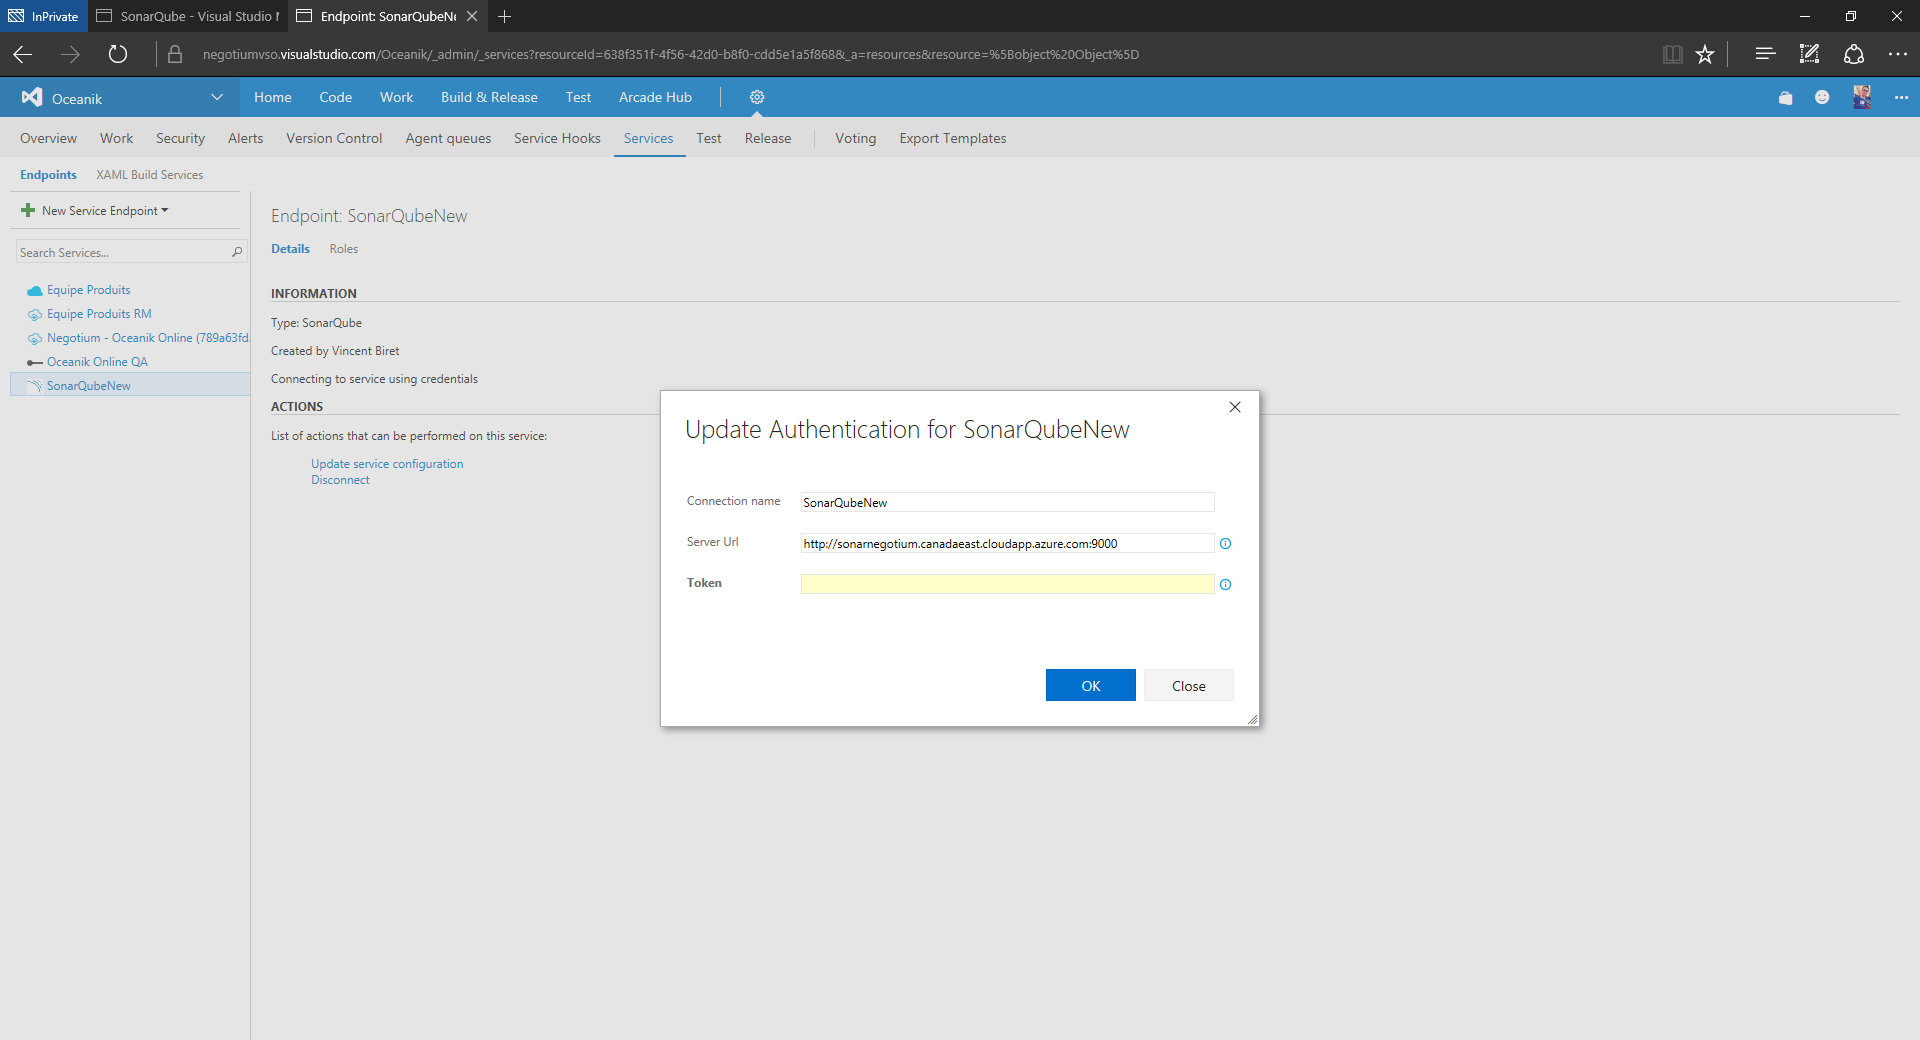 InPrivate
SonarQube - Visual Studio
Endpoint: SonarQubeNe
negotiumvso.visualstudio.com/Oceanik/_admin/_services?resourceId=638f351f-4f56-42d0-b8f0-cdd5e1a5f868&_a=resources&resource=%5Bobject%20Object%5D
Oceanik
Home Code Work Build & Release Test Arcade Hub
Overview Work Security Alerts Version Control Agent queues Service Hooks Services Test Release Voting Export Templates
Endpoints XAML Build Services
New Service Endpoint
Search Services...
Equipe Produits
Equipe Produits RM
Negotium - Oceanik Online (789a63fd
Oceanik Online QA
SonarQubeNew
Endpoint: SonarQubeNew
Details Roles
INFORMATION
Type: SonarQube
Created by Vincent Biret
Connecting to service using credentials
ACTIONS
List of actions that can be performed on this service:
Update service configuration
Disconnect
Update Authentication for SonarQubeNew
Connection name SonarQubeNew
Server Url http://sonarnegotium.canadaeast.cloudapp.azure.com:9000
Token
OK Close